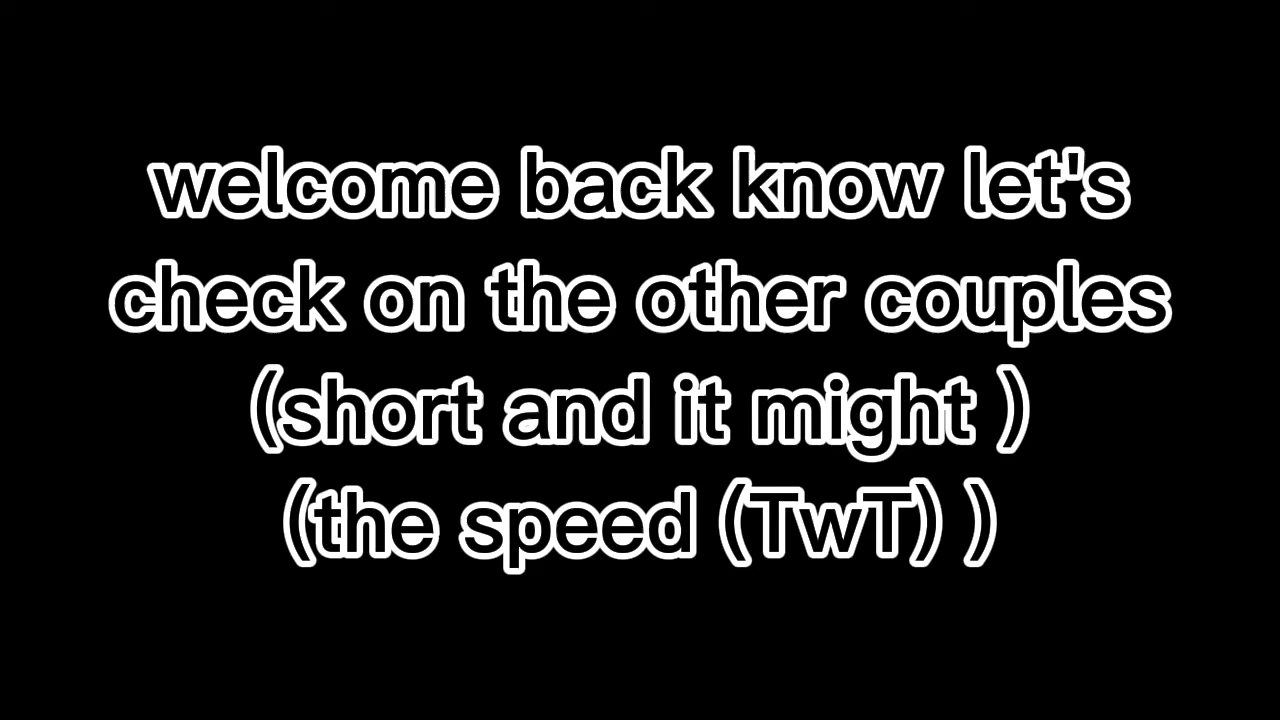 welcome back know let's
check on the other couples
(short and it might )
(the speed (TwT) )